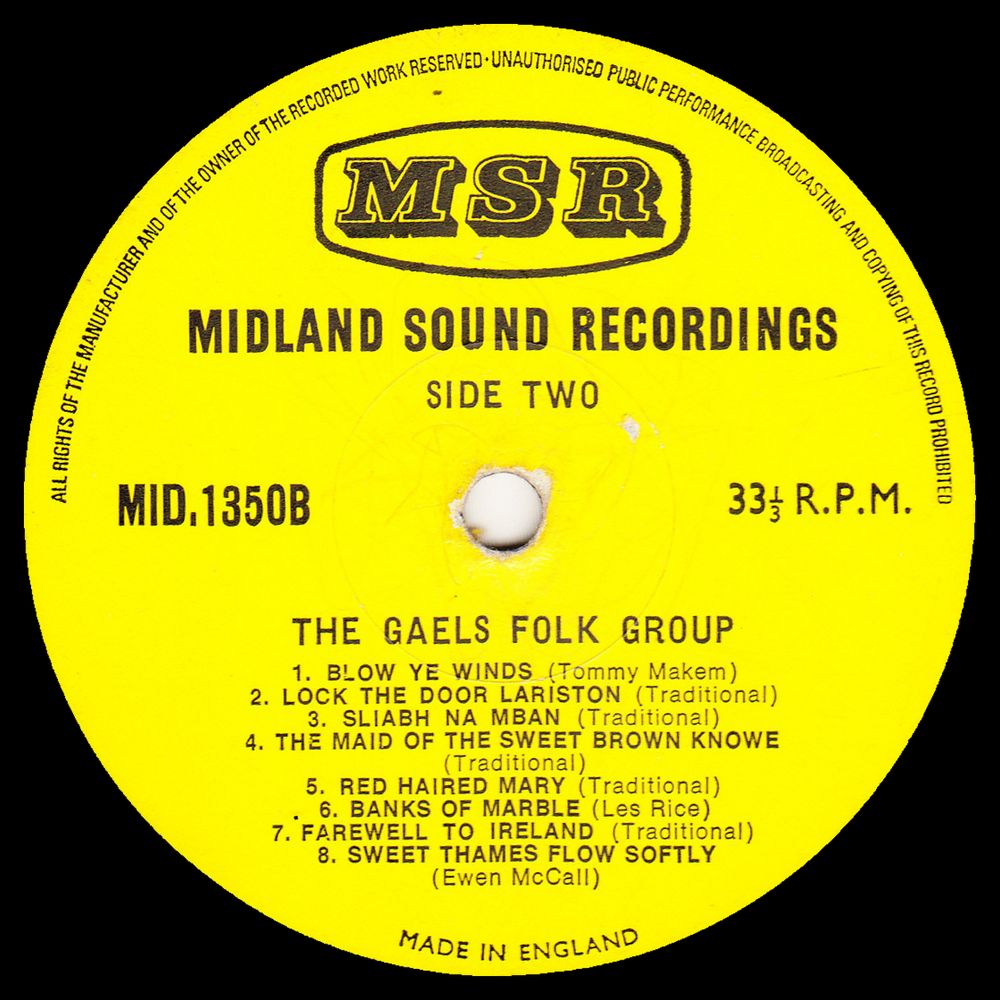 ALL RIGHTS OF THE MANUFACTURER AND OF THE OWNER OF THE RECORDED WORK RESERVED · UNAUTHORISED PUBLIC PERFORMANCE BROADCASTING AND COPYING OF THIS RECORD PROHIBITED
MSR
MIDLAND SOUND RECORDINGS
SIDE TWO
MID.1350B
33⅓ R.P.M.
THE GAELS FOLK GROUP
1. BLOW YE WINDS (Tommy Makem)
2. LOCK THE DOOR LARISTON (Traditional)
3. SLIABH NA MBAN (Traditional)
4. THE MAID OF THE SWEET BROWN KNOWE
(Traditional)
5. RED HAIRED MARY (Traditional)
6. BANKS OF MARBLE (Les Rice)
7. FAREWELL TO IRELAND (Traditional)
8. SWEET THAMES FLOW SOFTLY
(Ewen McCall)
MADE IN ENGLAND